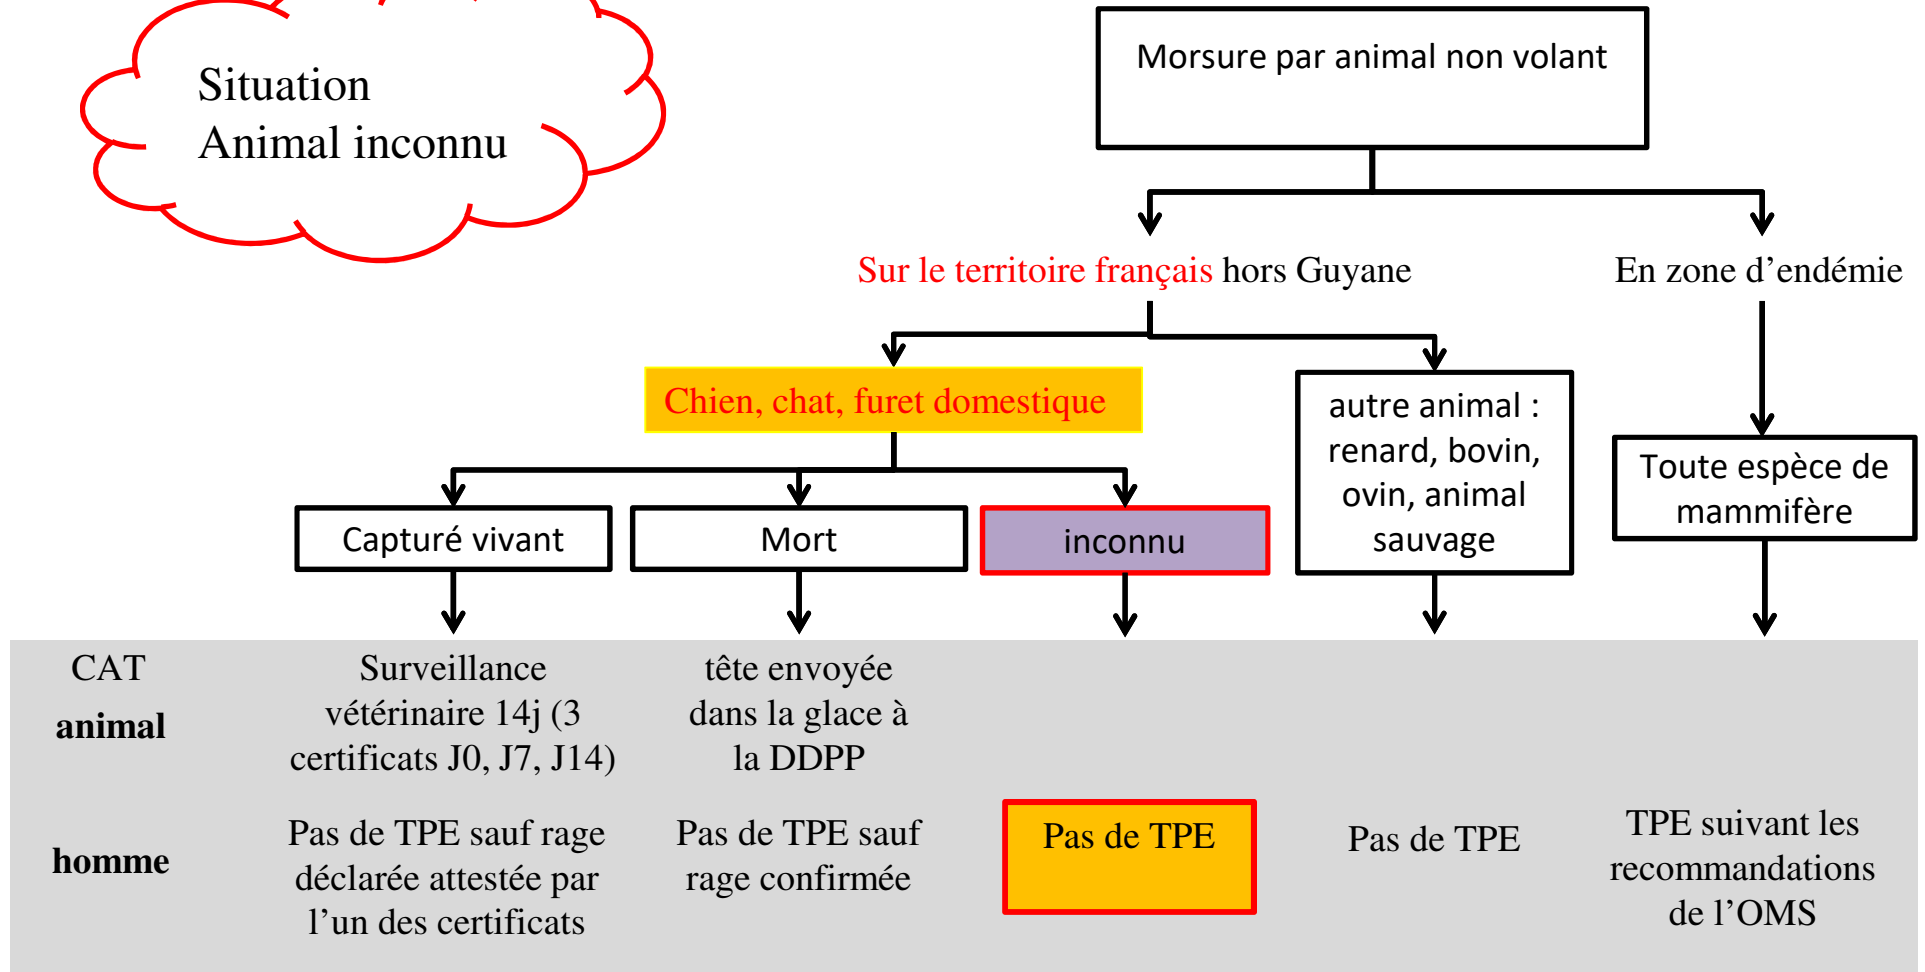 Situation
Animal inconnu
Morsure par animal non volant
Sur le territoire français hors Guyane
En zone d’endémie
Chien, chat, furet domestique
autre animal :
renard, bovin,
ovin, animal
sauvage
Toute espèce de
mammifère
Capturé vivant
Mort
inconnu
CAT
animal
Surveillance
vétérinaire 14j (3
certificats J0, J7, J14)
tête envoyée
dans la glace à
la DDPP
homme
Pas de TPE sauf rage
déclarée attestée par
l’un des certificats
Pas de TPE sauf
rage confirmée
Pas de TPE
Pas de TPE
TPE suivant les
recommandations
de l’OMS